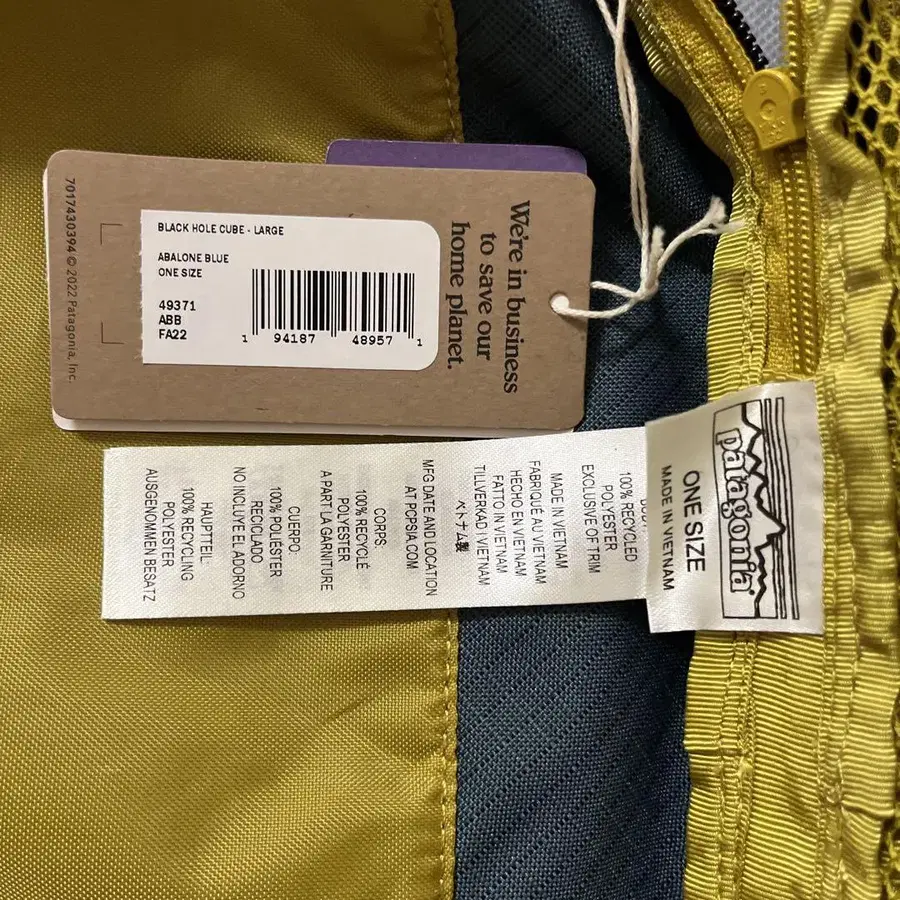 7017430394 © 2022 Patagonia, Inc.
BLACK HOLE CUBE - LARGE
ABALONE BLUE
ONE SIZE
49371
ABB
FA22
1 94187 48957 1
We're in business
to save our
home planet.
patagonia
ONE SIZE
MADE IN VIETNAM
100% RECYCLED
POLYESTER
EXCLUSIVE OF TRIM
MADE IN VIETNAM
FABRIQUÉ AU VIETNAM
HECHO EN VIETNAM
FATTO IN VIETNAM
TILLVERKAD I VIETNAM
ベトナム製
MFG DATE AND LOCATION
AT PCPSIA.COM
CORPS:
100% RECYCLÉ
POLYESTER
À PART LA GARNITURE
CUERPO:
100% POLIÉSTER
RECICLADO
NO INCLUYE EL ADORNO
HAUPTTEIL:
100% RECYCLING
POLYESTER
AUSGENOMMEN BESATZ